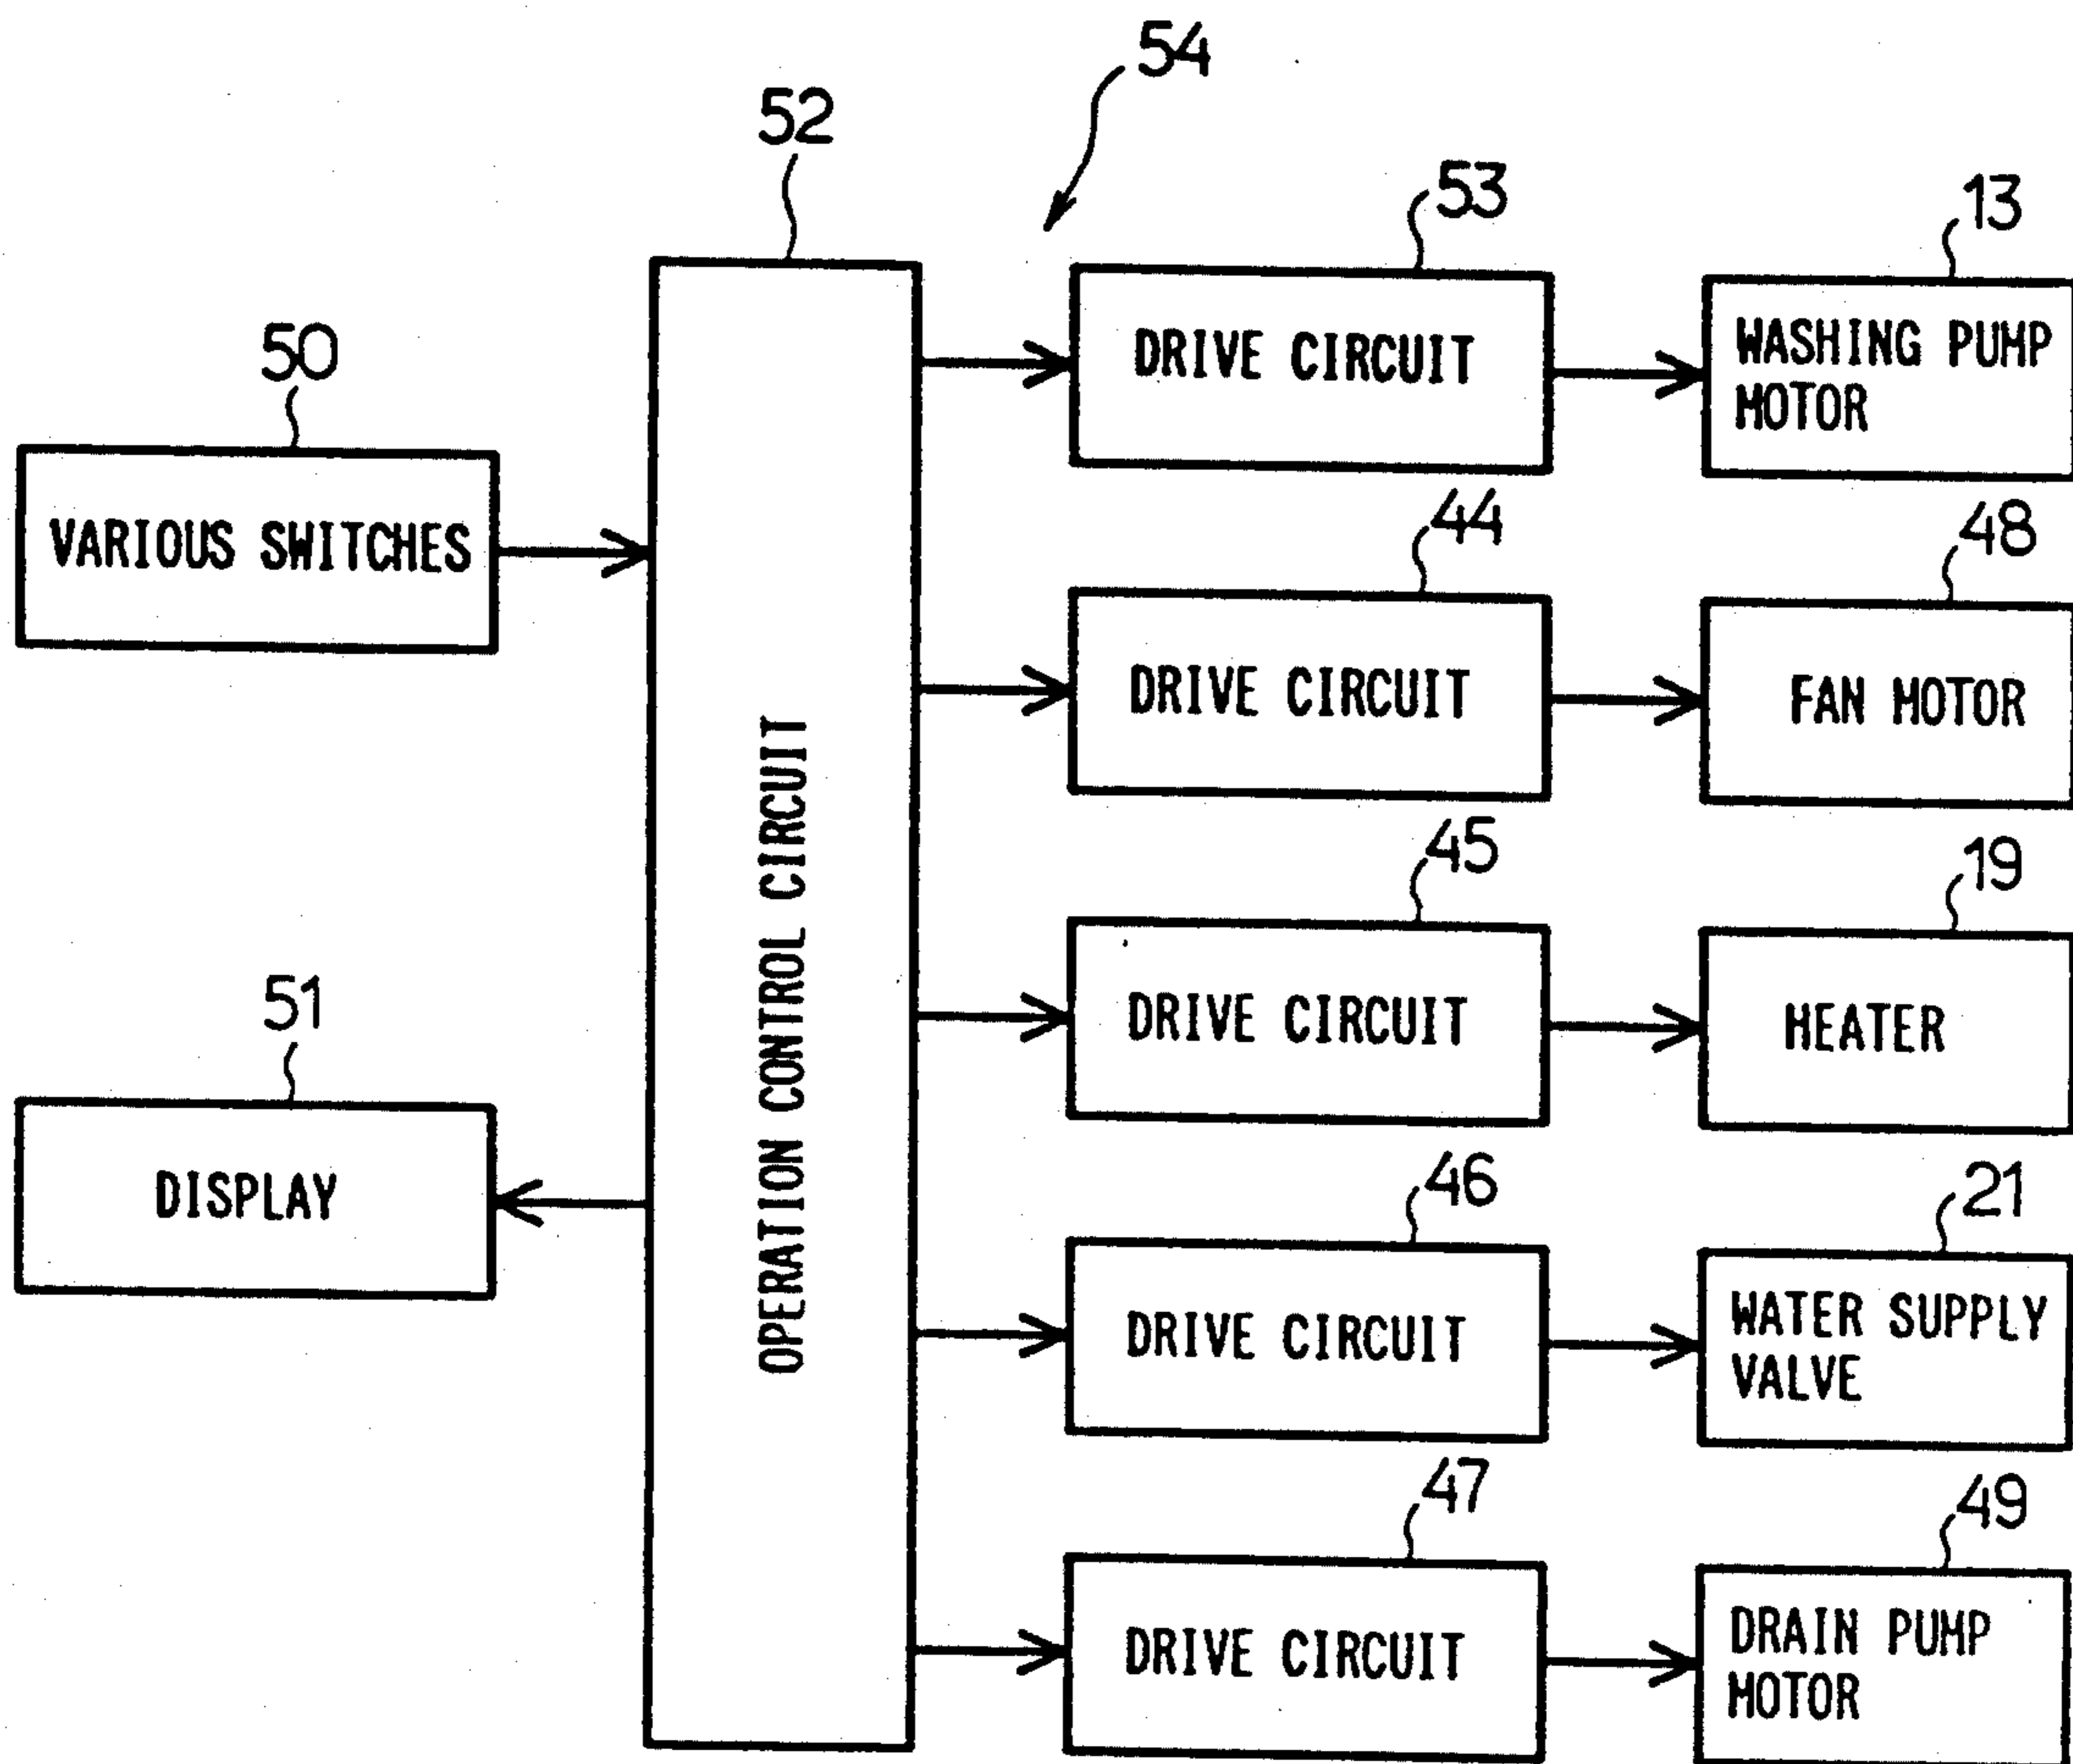 54
52
53
13
DRIVE CIRCUIT
WASHING PUMP
MOTOR
50
VARIOUS SWITCHES
44
48
DRIVE CIRCUIT
FAN MOTOR
OPERATION CONTROL CIRCUIT
45
19
DRIVE CIRCUIT
HEATER
51
DISPLAY
46
21
DRIVE CIRCUIT
WATER SUPPLY
VALVE
47
49
DRIVE CIRCUIT
DRAIN PUMP
MOTOR